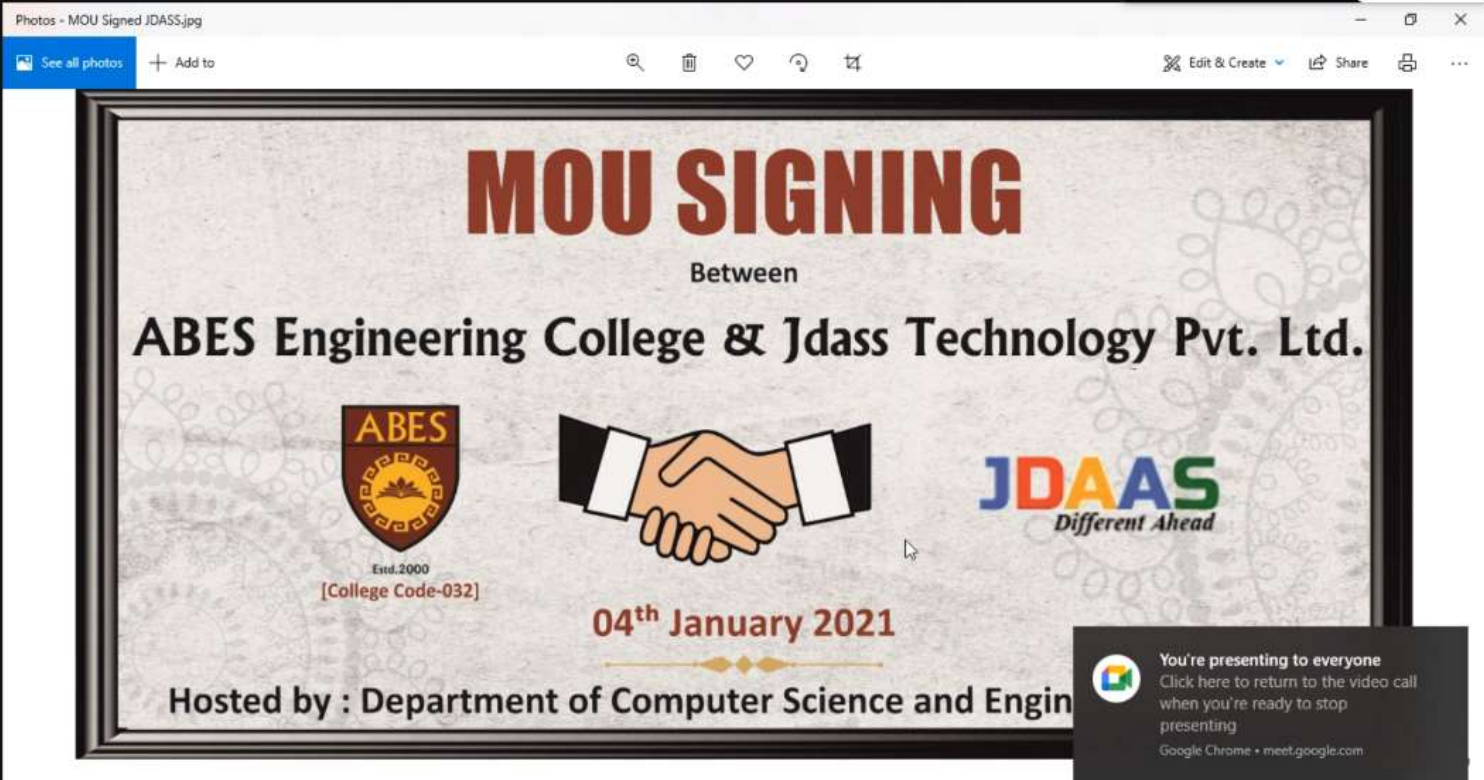 Photos - MOU Signed JDASS.jpg
See all photos
Add to
Edit & Create
Share
MOU SIGNING
Between
ABES Engineering College & Jdass Technology Pvt. Ltd.
ABES
Estd.2000
[College Code-032]
JDAAS
Different Ahead
04th January 2021
Hosted by : Department of Computer Science and Engin
You're presenting to everyone
Click here to return to the video call
when you're ready to stop
presenting
Google Chrome • meet.google.com